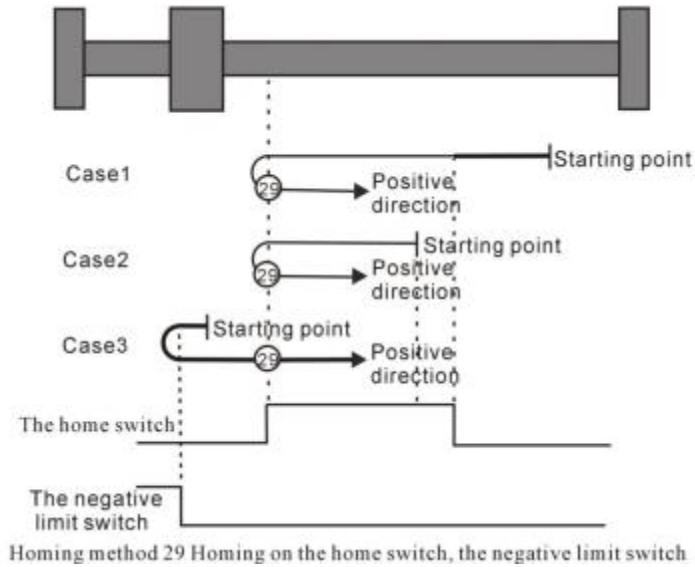 Case1
Starting point
29
Positive
direction
Case2
Starting point
29
Positive
direction
Case3
Starting point
29
Positive
direction
The home switch
The negative
limit switch
Homing method 29 Homing on the home switch, the negative limit switch